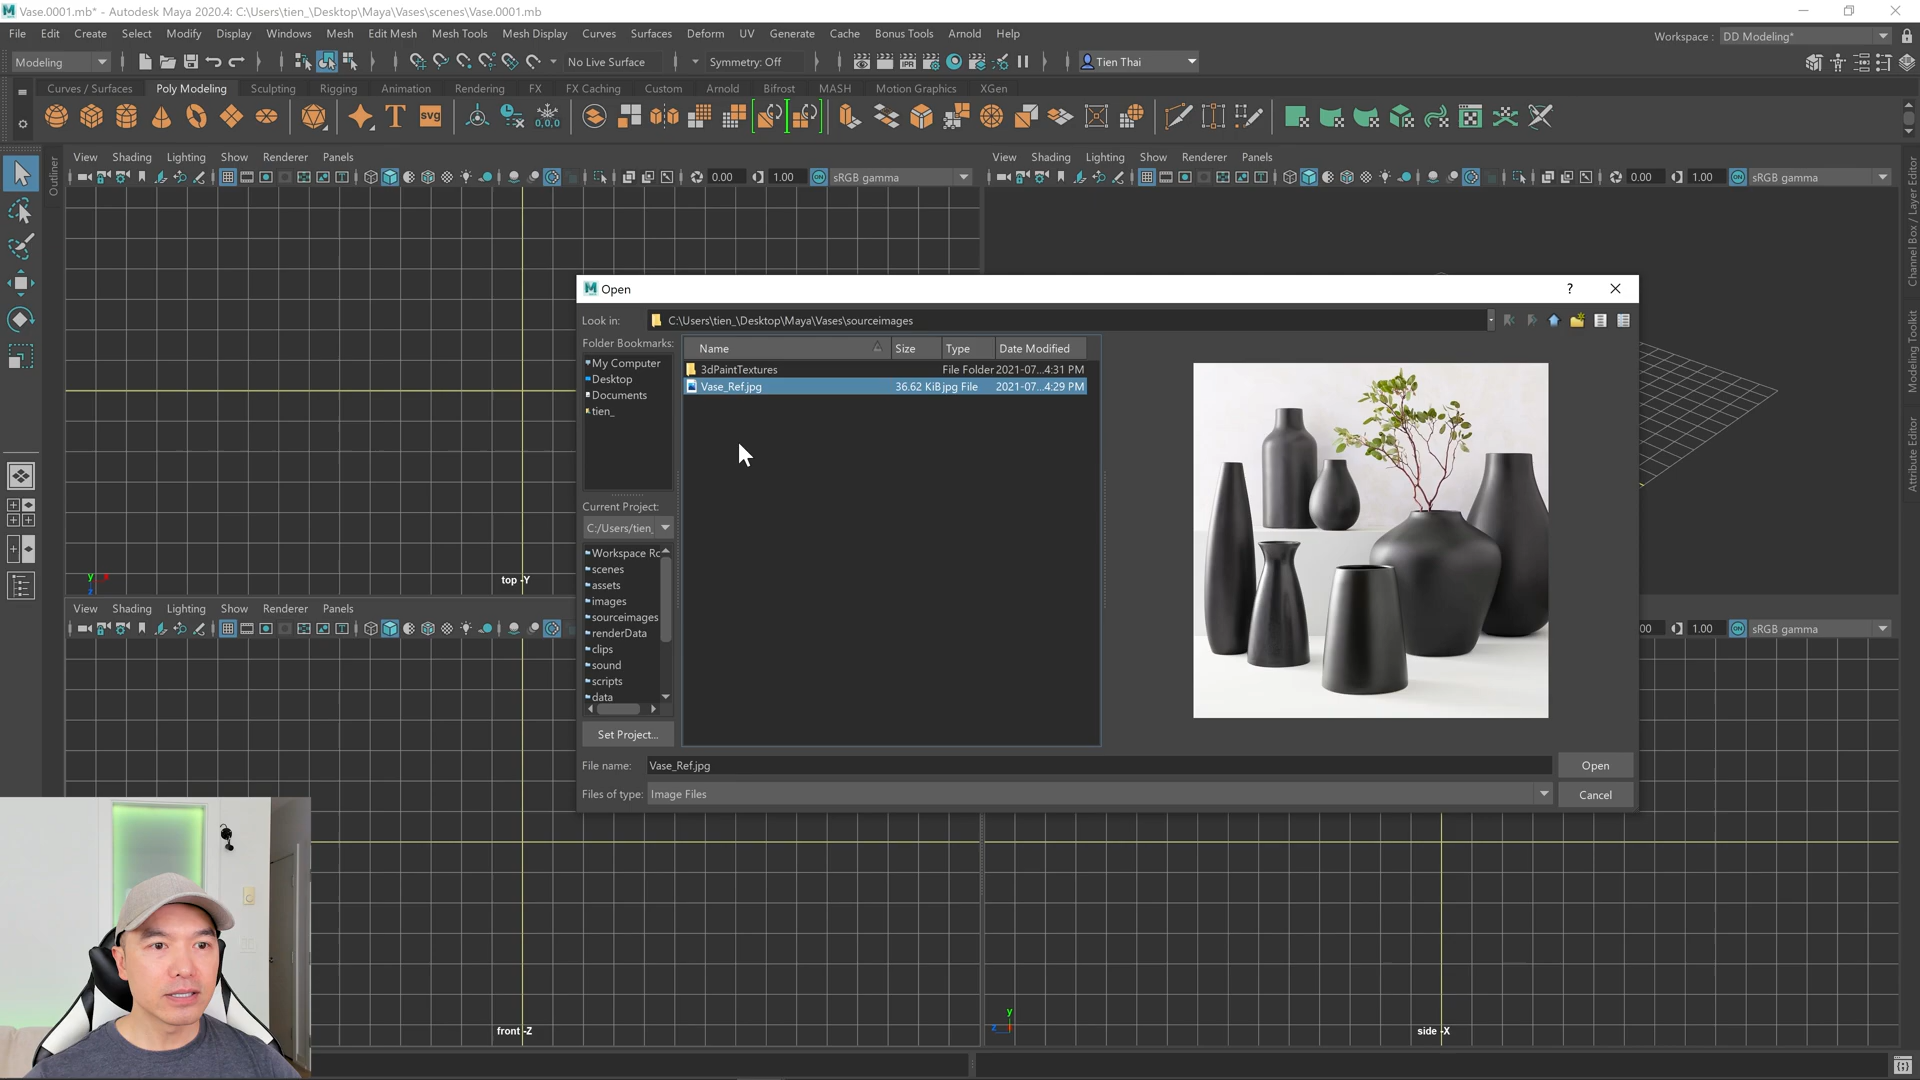 Vase.0001.mb* - Autodesk Maya 2020.4: C:\Users\tien_\Desktop\Maya\Vases\scenes\Vase.0001.mb
File Edit Create Select Modify Display Windows Mesh Edit Mesh Mesh Tools Mesh Display Curves Surfaces Deform UV Generate Cache Bonus Tools Arnold Help
Workspace : DD Modeling*
Modeling No Live Surface Symmetry: Off Tien Thai
Curves / Surfaces Poly Modeling Sculpting Rigging Animation Rendering FX FX Caching Custom Arnold Bifrost MASH Motion Graphics XGen
T svg 0,0,0
View Shading Lighting Show Renderer Panels
0.00 1.00 ON sRGB gamma
View Shading Lighting Show Renderer Panels
0.00 1.00 ON sRGB gamma
Outliner
Channel Box / Layer Editor
Modeling Toolkit
Attribute Editor
Open
Look in: C:\Users\tien_\Desktop\Maya\Vases\sourceimages
Folder Bookmarks:
My Computer
Desktop
Documents
tien_
Name Size Type Date Modified
3dPaintTextures File Folder 2021-07...4:31 PM
Vase_Ref.jpg 36.62 KiB jpg File 2021-07...4:29 PM
Current Project:
C:/Users/tien_
Workspace Ro
scenes
assets
images
sourceimages
renderData
clips
sound
scripts
data
Set Project...
File name: Vase_Ref.jpg Open
Files of type: Image Files Cancel
y x
z
top -Y
View Shading Lighting Show Renderer Panels
00 1.00 ON sRGB gamma
front -Z
y
z
side -X